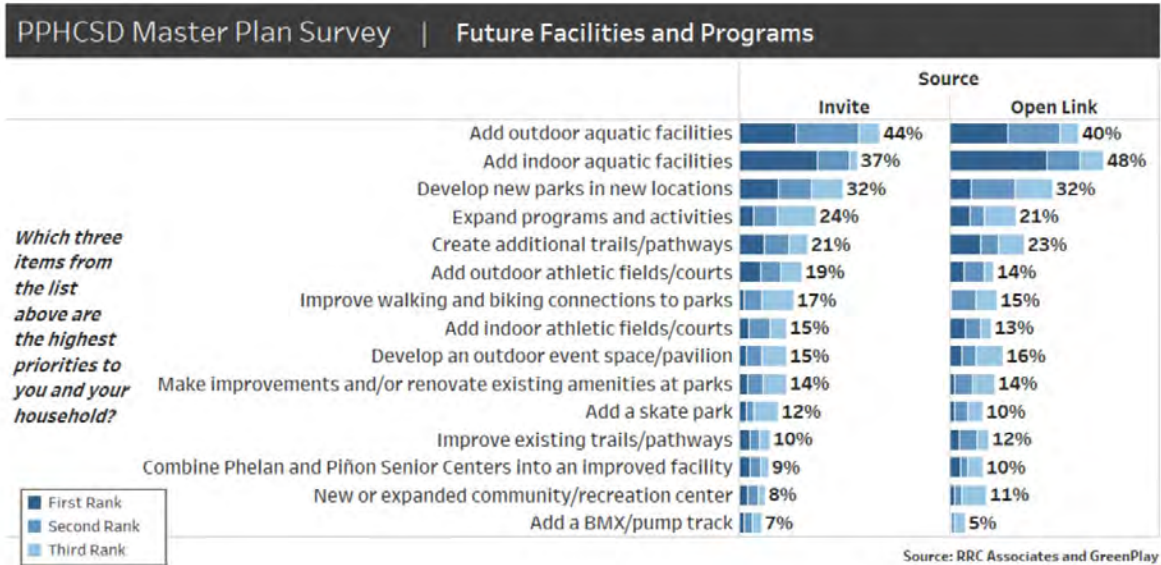 PPHCSD Master Plan Survey | Future Facilities and Programs
Source
Invite Open Link
Add outdoor aquatic facilities 44% 40%
Add indoor aquatic facilities 37% 48%
Develop new parks in new locations 32% 32%
Expand programs and activities 24% 21%
Create additional trails/pathways 21% 23%
Add outdoor athletic fields/courts 19% 14%
Improve walking and biking connections to parks 17% 15%
Add indoor athletic fields/courts 15% 13%
Develop an outdoor event space/pavilion 15% 16%
Make improvements and/or renovate existing amenities at parks 14% 14%
Add a skate park 12% 10%
Improve existing trails/pathways 10% 12%
Combine Phelan and Piñon Senior Centers into an improved facility 9% 10%
New or expanded community/recreation center 8% 11%
Add a BMX/pump track 7% 5%
Which three
items from
the list
above are
the highest
priorities to
you and your
household?
First Rank
Second Rank
Third Rank
Source: RRC Associates and GreenPlay